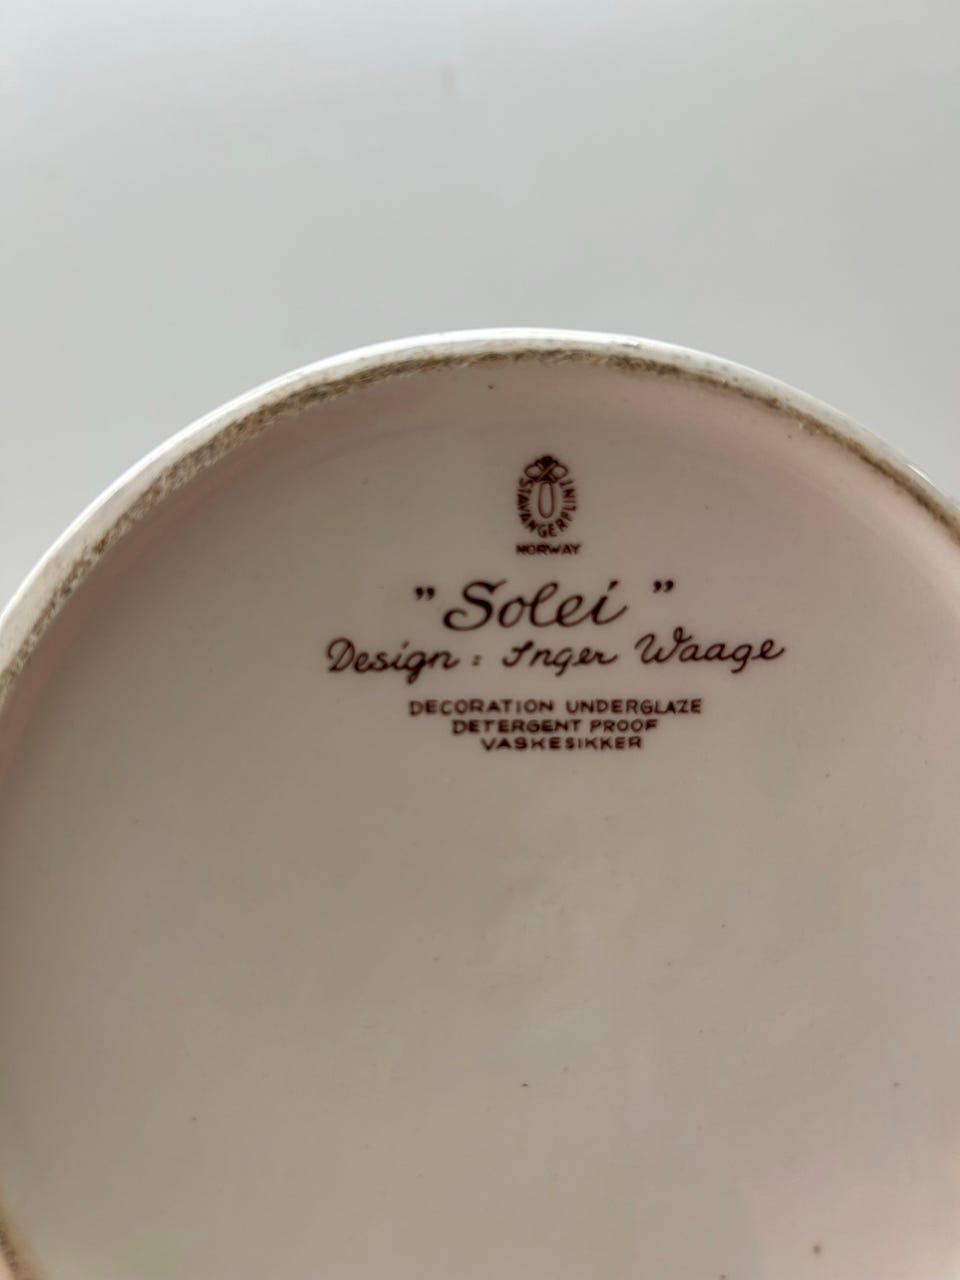 STAVANGERFLINT
NORWAY
"Solei"
Design: Inger Waage
DECORATION UNDERGLAZE
DETERGENT PROOF
VASKESIKKER